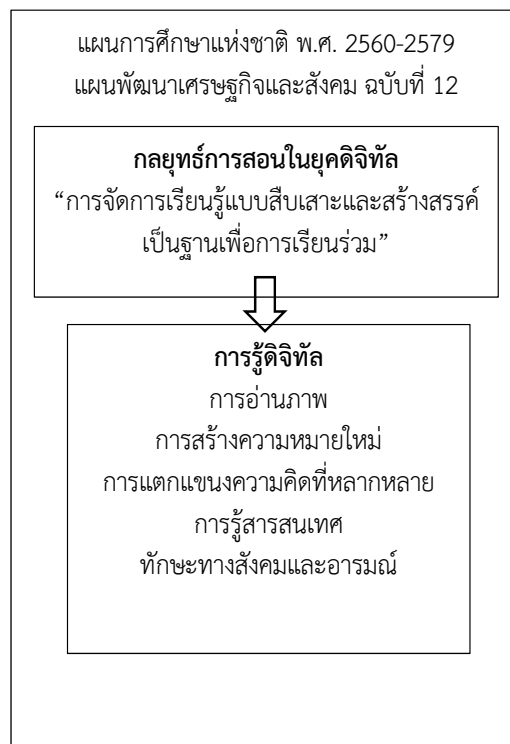 แผนการศึกษาแห่งชาติ พ.ศ. 2560-2579
แผนพัฒนาเศรษฐกิจและสังคม ฉบับที่ 12
กลยุทธ์การสอนในยุคดิจิทัล
“การจัดการเรียนรู้แบบสืบเสาะและสร้างสรรค์
เป็นฐานเพื่อการเรียนร่วม”
การรู้ดิจิทัล
การอ่านภาพ
การสร้างความหมายใหม่
การแตกแขนงความคิดที่หลากหลาย
การรู้สารสนเทศ
ทักษะทางสังคมและอารมณ์